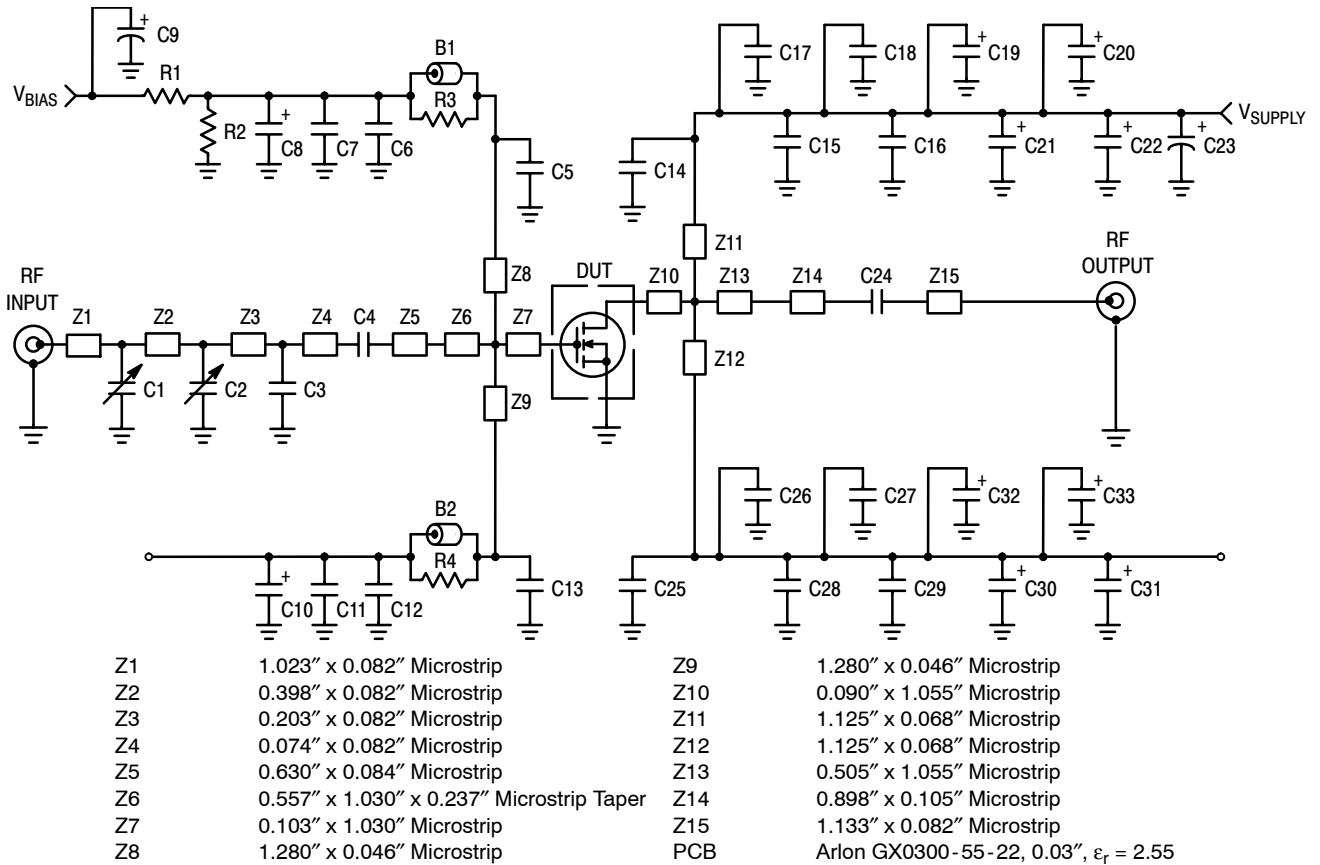 C9
+
B1
R1
V_BIAS
R3
R2
+
C8
C7
C6
C5
C17
C18
+
C19
+
C20
V_SUPPLY
C15
C16
+
C21
+
C22
+
C23
C14
Z11
RF
INPUT
Z8
DUT
Z10
Z13
Z14
C24
Z15
RF
OUTPUT
Z1
Z2
Z3
Z4
C4
Z5
Z6
Z7
C1
C2
C3
Z9
Z12
B2
R4
+
C10
C11
C12
C13
C26
C27
+
C32
+
C33
C25
C28
C29
+
C30
+
C31
Z1 1.023″ x 0.082″ Microstrip
Z2 0.398″ x 0.082″ Microstrip
Z3 0.203″ x 0.082″ Microstrip
Z4 0.074″ x 0.082″ Microstrip
Z5 0.630″ x 0.084″ Microstrip
Z6 0.557″ x 1.030″ x 0.237″ Microstrip Taper
Z7 0.103″ x 1.030″ Microstrip
Z8 1.280″ x 0.046″ Microstrip
Z9 1.280″ x 0.046″ Microstrip
Z10 0.090″ x 1.055″ Microstrip
Z11 1.125″ x 0.068″ Microstrip
Z12 1.125″ x 0.068″ Microstrip
Z13 0.505″ x 1.055″ Microstrip
Z14 0.898″ x 0.105″ Microstrip
Z15 1.133″ x 0.082″ Microstrip
PCB Arlon GX0300-55-22, 0.03″, εr = 2.55